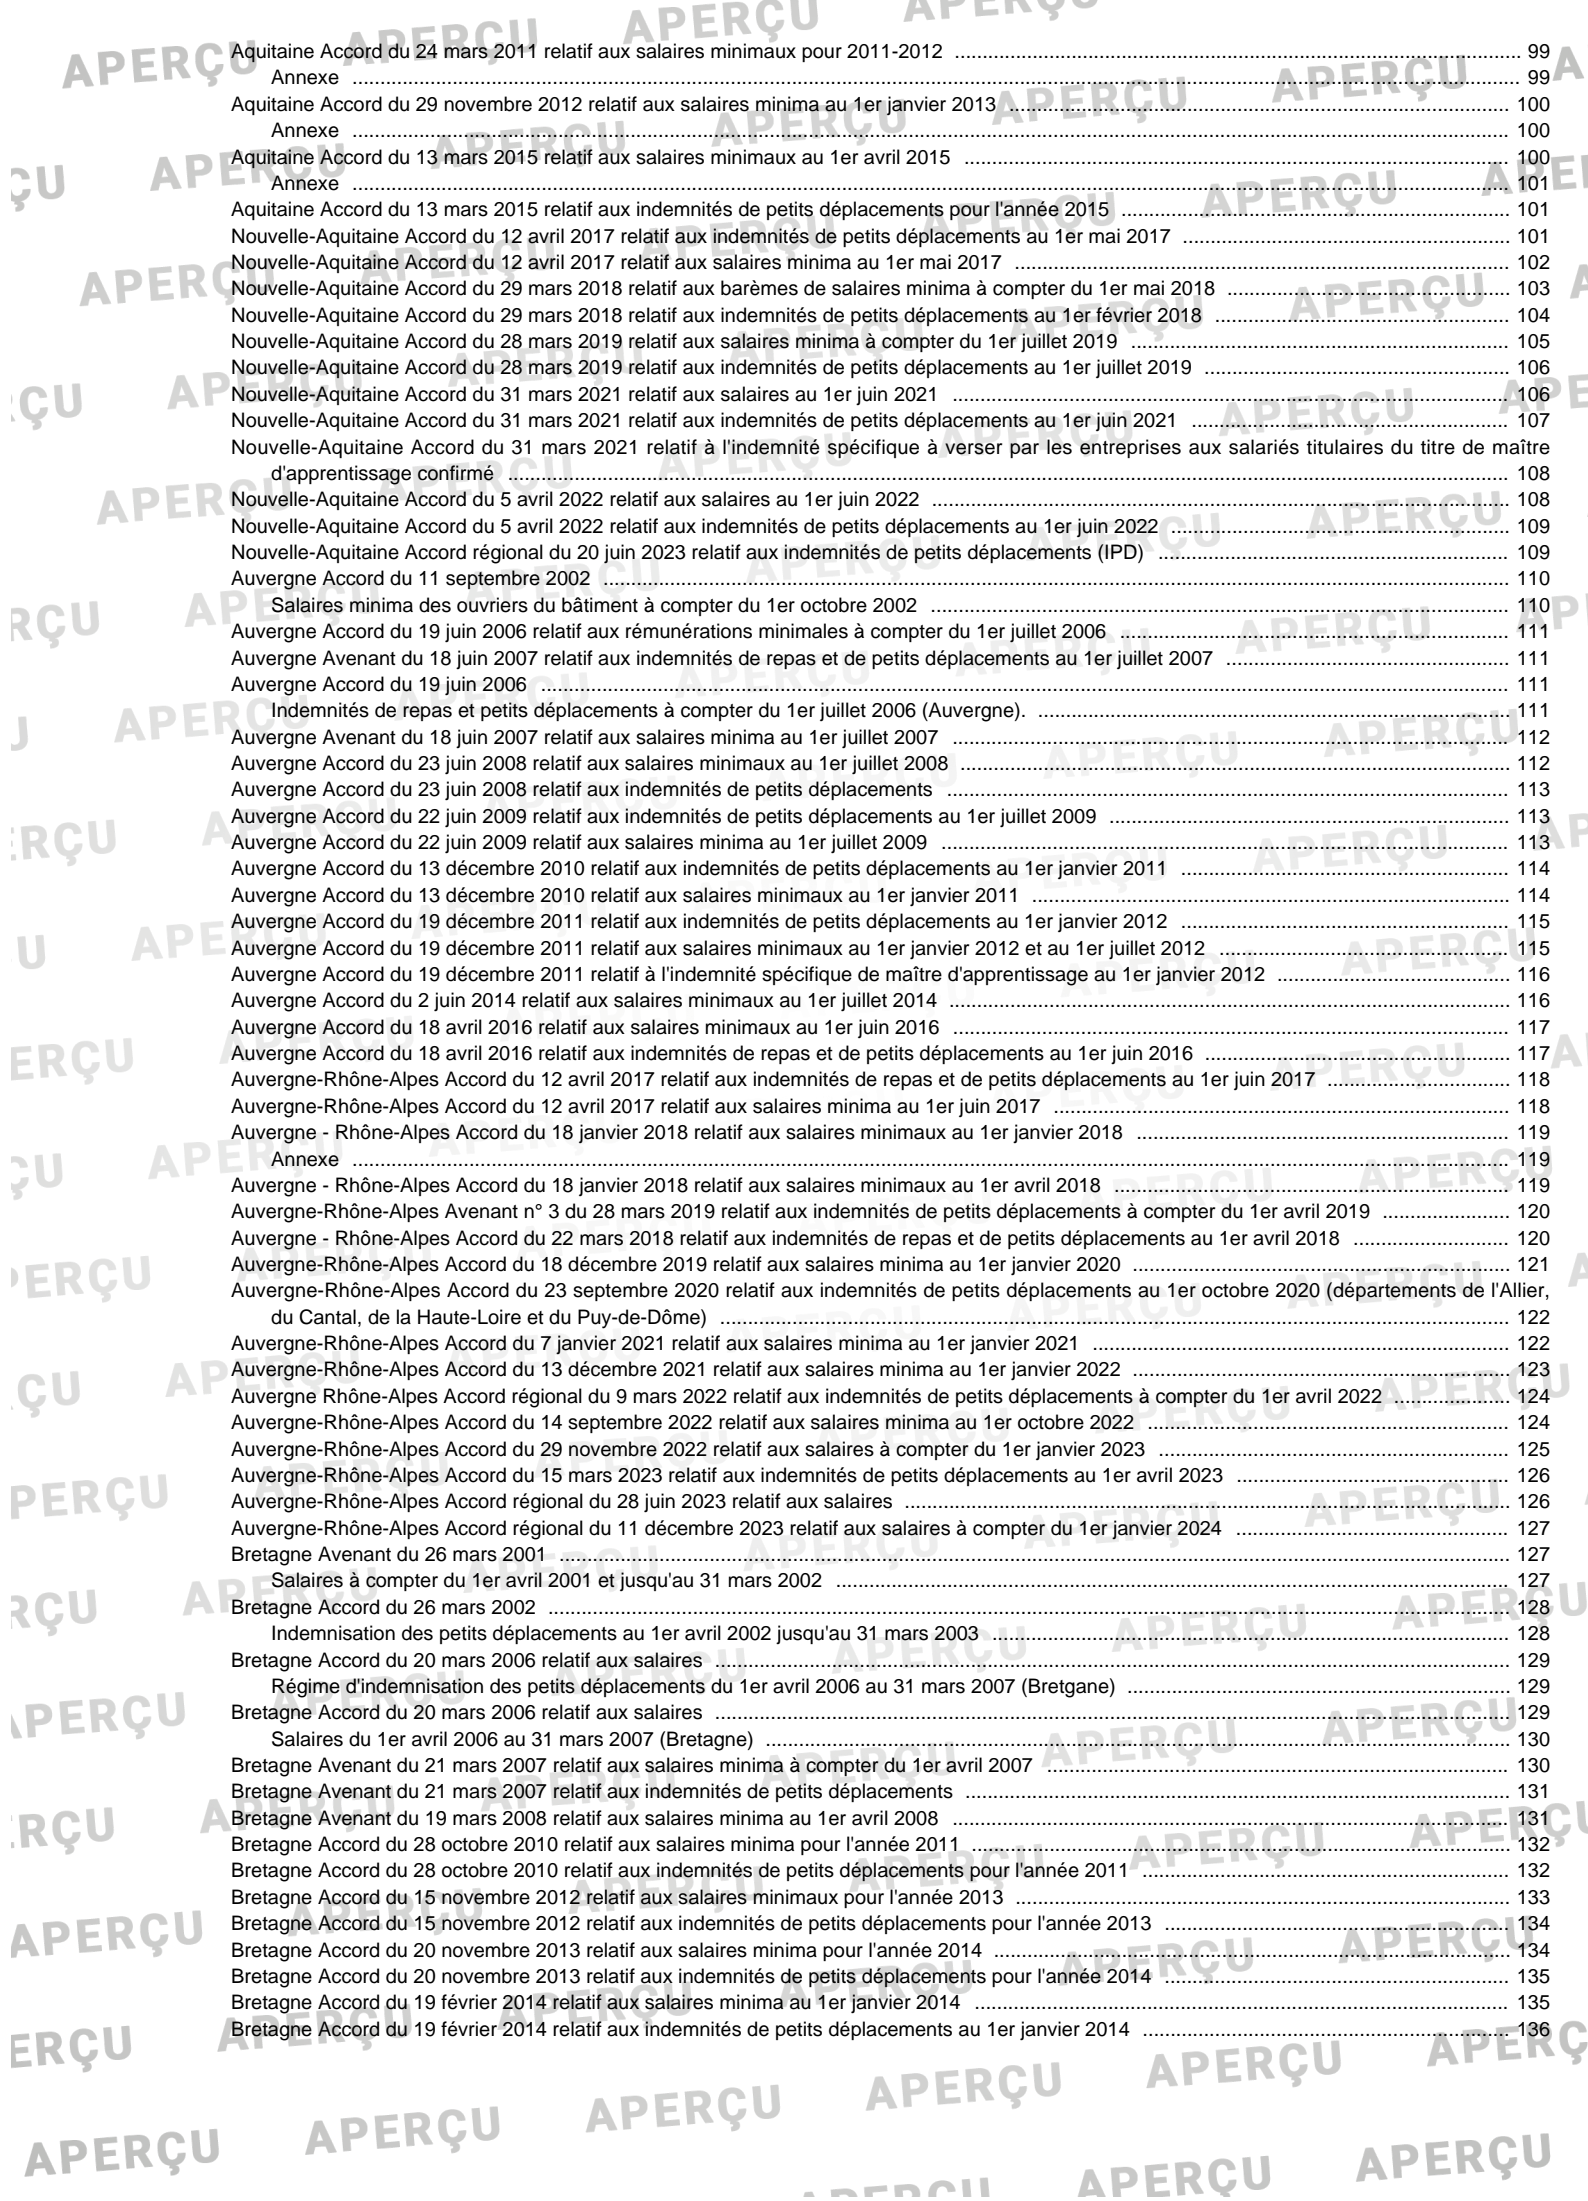 Aquitaine Accord du 24 mars 2011 relatif aux salaires minimaux pour 2011-2012 ... 99
Annexe ... 99
Aquitaine Accord du 29 novembre 2012 relatif aux salaires minima au 1er janvier 2013 ... 100
Annexe ... 100
Aquitaine Accord du 13 mars 2015 relatif aux salaires minimaux au 1er avril 2015 ... 100
Annexe ... 101
Aquitaine Accord du 13 mars 2015 relatif aux indemnités de petits déplacements pour l'année 2015 ... 101
Nouvelle-Aquitaine Accord du 12 avril 2017 relatif aux indemnités de petits déplacements au 1er mai 2017 ... 101
Nouvelle-Aquitaine Accord du 12 avril 2017 relatif aux salaires minima au 1er mai 2017 ... 102
Nouvelle-Aquitaine Accord du 29 mars 2018 relatif aux barèmes de salaires minima à compter du 1er mai 2018 ... 103
Nouvelle-Aquitaine Accord du 29 mars 2018 relatif aux indemnités de petits déplacements au 1er février 2018 ... 104
Nouvelle-Aquitaine Accord du 28 mars 2019 relatif aux salaires minima à compter du 1er juillet 2019 ... 105
Nouvelle-Aquitaine Accord du 28 mars 2019 relatif aux indemnités de petits déplacements au 1er juillet 2019 ... 106
Nouvelle-Aquitaine Accord du 31 mars 2021 relatif aux salaires au 1er juin 2021 ... 106
Nouvelle-Aquitaine Accord du 31 mars 2021 relatif aux indemnités de petits déplacements au 1er juin 2021 ... 107
Nouvelle-Aquitaine Accord du 31 mars 2021 relatif à l'indemnité spécifique à verser par les entreprises aux salariés titulaires du titre de maître
d'apprentissage confirmé ... 108
Nouvelle-Aquitaine Accord du 5 avril 2022 relatif aux salaires au 1er juin 2022 ... 108
Nouvelle-Aquitaine Accord du 5 avril 2022 relatif aux indemnités de petits déplacements au 1er juin 2022 ... 109
Nouvelle-Aquitaine Accord régional du 20 juin 2023 relatif aux indemnités de petits déplacements (IPD) ... 109
Auvergne Accord du 11 septembre 2002 ... 110
Salaires minima des ouvriers du bâtiment à compter du 1er octobre 2002 ... 110
Auvergne Accord du 19 juin 2006 relatif aux rémunérations minimales à compter du 1er juillet 2006 ... 111
Auvergne Avenant du 18 juin 2007 relatif aux indemnités de repas et de petits déplacements au 1er juillet 2007 ... 111
Auvergne Accord du 19 juin 2006 ... 111
Indemnités de repas et petits déplacements à compter du 1er juillet 2006 (Auvergne). ... 111
Auvergne Avenant du 18 juin 2007 relatif aux salaires minima au 1er juillet 2007 ... 112
Auvergne Accord du 23 juin 2008 relatif aux salaires minimaux au 1er juillet 2008 ... 112
Auvergne Accord du 23 juin 2008 relatif aux indemnités de petits déplacements ... 113
Auvergne Accord du 22 juin 2009 relatif aux indemnités de petits déplacements au 1er juillet 2009 ... 113
Auvergne Accord du 22 juin 2009 relatif aux salaires minima au 1er juillet 2009 ... 113
Auvergne Accord du 13 décembre 2010 relatif aux indemnités de petits déplacements au 1er janvier 2011 ... 114
Auvergne Accord du 13 décembre 2010 relatif aux salaires minimaux au 1er janvier 2011 ... 114
Auvergne Accord du 19 décembre 2011 relatif aux indemnités de petits déplacements au 1er janvier 2012 ... 115
Auvergne Accord du 19 décembre 2011 relatif aux salaires minimaux au 1er janvier 2012 et au 1er juillet 2012 ... 115
Auvergne Accord du 19 décembre 2011 relatif à l'indemnité spécifique de maître d'apprentissage au 1er janvier 2012 ... 116
Auvergne Accord du 2 juin 2014 relatif aux salaires minimaux au 1er juillet 2014 ... 116
Auvergne Accord du 18 avril 2016 relatif aux salaires minimaux au 1er juin 2016 ... 117
Auvergne Accord du 18 avril 2016 relatif aux indemnités de repas et de petits déplacements au 1er juin 2016 ... 117
Auvergne-Rhône-Alpes Accord du 12 avril 2017 relatif aux indemnités de repas et de petits déplacements au 1er juin 2017 ... 118
Auvergne-Rhône-Alpes Accord du 12 avril 2017 relatif aux salaires minima au 1er juin 2017 ... 118
Auvergne - Rhône-Alpes Accord du 18 janvier 2018 relatif aux salaires minimaux au 1er janvier 2018 ... 119
Annexe ... 119
Auvergne - Rhône-Alpes Accord du 18 janvier 2018 relatif aux salaires minimaux au 1er avril 2018 ... 119
Auvergne-Rhône-Alpes Avenant n° 3 du 28 mars 2019 relatif aux indemnités de petits déplacements à compter du 1er avril 2019 ... 120
Auvergne - Rhône-Alpes Accord du 22 mars 2018 relatif aux indemnités de repas et de petits déplacements au 1er avril 2018 ... 120
Auvergne-Rhône-Alpes Accord du 18 décembre 2019 relatif aux salaires minima au 1er janvier 2020 ... 121
Auvergne-Rhône-Alpes Accord du 23 septembre 2020 relatif aux indemnités de petits déplacements au 1er octobre 2020 (départements de l'Allier,
du Cantal, de la Haute-Loire et du Puy-de-Dôme) ... 122
Auvergne-Rhône-Alpes Accord du 7 janvier 2021 relatif aux salaires minima au 1er janvier 2021 ... 122
Auvergne-Rhône-Alpes Accord du 13 décembre 2021 relatif aux salaires minima au 1er janvier 2022 ... 123
Auvergne Rhône-Alpes Accord régional du 9 mars 2022 relatif aux indemnités de petits déplacements à compter du 1er avril 2022 ... 124
Auvergne-Rhône-Alpes Accord du 14 septembre 2022 relatif aux salaires minima au 1er octobre 2022 ... 124
Auvergne-Rhône-Alpes Accord du 29 novembre 2022 relatif aux salaires à compter du 1er janvier 2023 ... 125
Auvergne-Rhône-Alpes Accord du 15 mars 2023 relatif aux indemnités de petits déplacements au 1er avril 2023 ... 126
Auvergne-Rhône-Alpes Accord régional du 28 juin 2023 relatif aux salaires ... 126
Auvergne-Rhône-Alpes Accord régional du 11 décembre 2023 relatif aux salaires à compter du 1er janvier 2024 ... 127
Bretagne Avenant du 26 mars 2001 ... 127
Salaires à compter du 1er avril 2001 et jusqu'au 31 mars 2002 ... 127
Bretagne Accord du 26 mars 2002 ... 128
Indemnisation des petits déplacements au 1er avril 2002 jusqu'au 31 mars 2003 ... 128
Bretagne Accord du 20 mars 2006 relatif aux salaires ... 129
Régime d'indemnisation des petits déplacements du 1er avril 2006 au 31 mars 2007 (Bretgane) ... 129
Bretagne Accord du 20 mars 2006 relatif aux salaires ... 129
Salaires du 1er avril 2006 au 31 mars 2007 (Bretagne) ... 130
Bretagne Avenant du 21 mars 2007 relatif aux salaires minima à compter du 1er avril 2007 ... 130
Bretagne Avenant du 21 mars 2007 relatif aux indemnités de petits déplacements ... 131
Bretagne Avenant du 19 mars 2008 relatif aux salaires minima au 1er avril 2008 ... 131
Bretagne Accord du 28 octobre 2010 relatif aux salaires minima pour l'année 2011 ... 132
Bretagne Accord du 28 octobre 2010 relatif aux indemnités de petits déplacements pour l'année 2011 ... 132
Bretagne Accord du 15 novembre 2012 relatif aux salaires minimaux pour l'année 2013 ... 133
Bretagne Accord du 15 novembre 2012 relatif aux indemnités de petits déplacements pour l'année 2013 ... 134
Bretagne Accord du 20 novembre 2013 relatif aux salaires minima pour l'année 2014 ... 134
Bretagne Accord du 20 novembre 2013 relatif aux indemnités de petits déplacements pour l'année 2014 ... 135
Bretagne Accord du 19 février 2014 relatif aux salaires minima au 1er janvier 2014 ... 135
Bretagne Accord du 19 février 2014 relatif aux indemnités de petits déplacements au 1er janvier 2014 ... 136
APERÇU